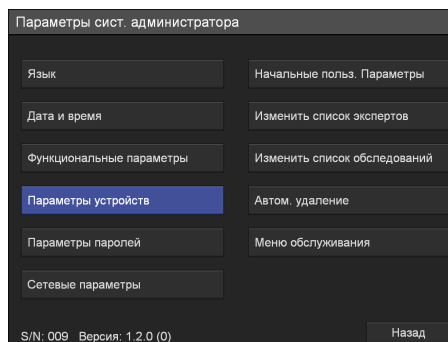 Параметры сист. администратора
Язык
Дата и время
Функциональные параметры
Параметры устройств
Параметры паролей
Сетевые параметры
Начальные польз. Параметры
Изменить список экспертов
Изменить список обследований
Автом. удаление
Меню обслуживания
S/N: 009 Версия: 1.2.0 (0)
Назад